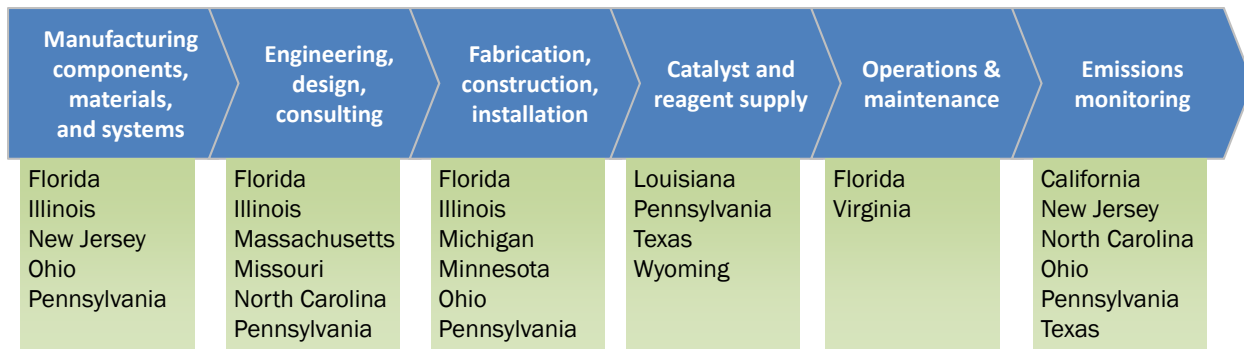 Manufacturing
components,
materials,
and systems
Engineering,
design,
consulting
Fabrication,
construction,
installation
Catalyst and
reagent supply
Operations &
maintenance
Emissions
monitoring
Florida
Illinois
New Jersey
Ohio
Pennsylvania
Florida
Illinois
Massachusetts
Missouri
North Carolina
Pennsylvania
Florida
Illinois
Michigan
Minnesota
Ohio
Pennsylvania
Louisiana
Pennsylvania
Texas
Wyoming
Florida
Virginia
California
New Jersey
North Carolina
Ohio
Pennsylvania
Texas